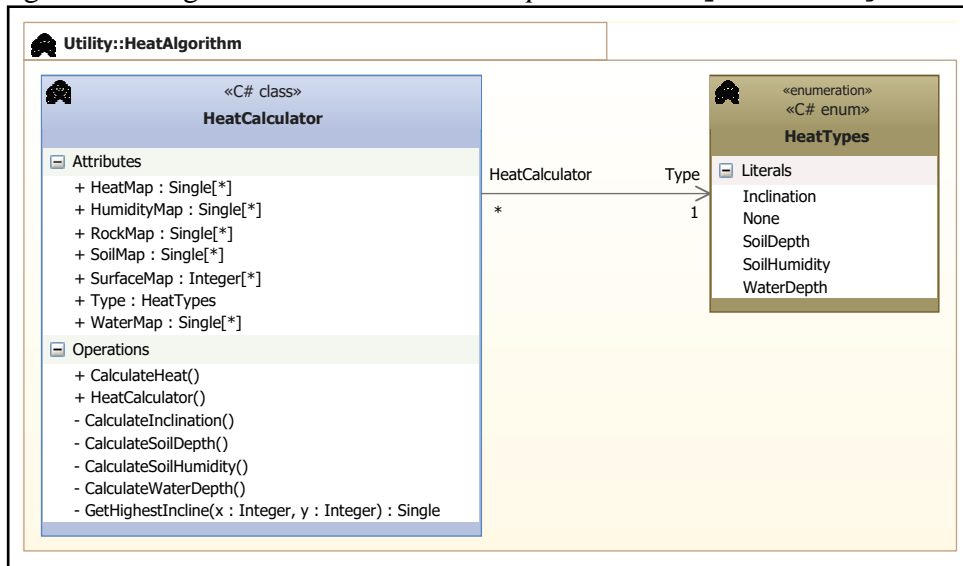 Utility::HeatAlgorithm
«C# class»
HeatCalculator
Attributes
+ HeatMap : Single[*]
+ HumidityMap : Single[*]
+ RockMap : Single[*]
+ SoilMap : Single[*]
+ SurfaceMap : Integer[*]
+ Type : HeatTypes
+ WaterMap : Single[*]
Operations
+ CalculateHeat()
+ HeatCalculator()
- CalculateInclination()
- CalculateSoilDepth()
- CalculateSoilHumidity()
- CalculateWaterDepth()
- GetHighestIncline(x : Integer, y : Integer) : Single
HeatCalculator Type
* 1
«enumeration»
«C# enum»
HeatTypes
Literals
Inclination
None
SoilDepth
SoilHumidity
WaterDepth